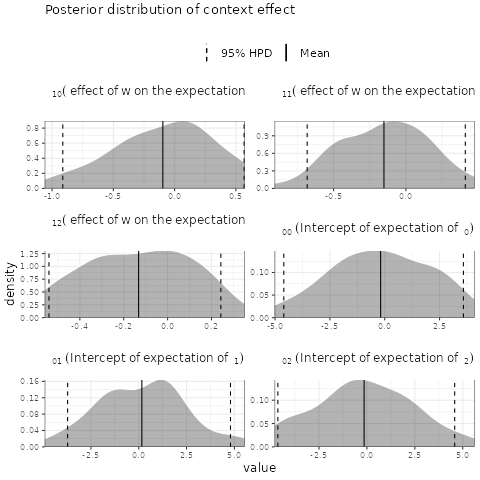 Posterior distribution of context effect
95% HPD Mean
10( effect of w on the expectation
11( effect of w on the expectation
0.0 0.2 0.4 0.6 0.8
-1.0 -0.5 0.0 0.5
0.0 0.3 0.6 0.9
-0.5 0.0
12( effect of w on the expectation
00 (Intercept of expectation of 0)
0.00 0.25 0.50 0.75 1.00 1.25
-0.4 -0.2 0.0 0.2
0.00 0.05 0.10
-5.0 -2.5 0.0 2.5
density
01 (Intercept of expectation of 1)
02 (Intercept of expectation of 2)
0.00 0.04 0.08 0.12 0.16
-2.5 0.0 2.5 5.0
0.00 0.05 0.10
-2.5 0.0 2.5 5.0
value